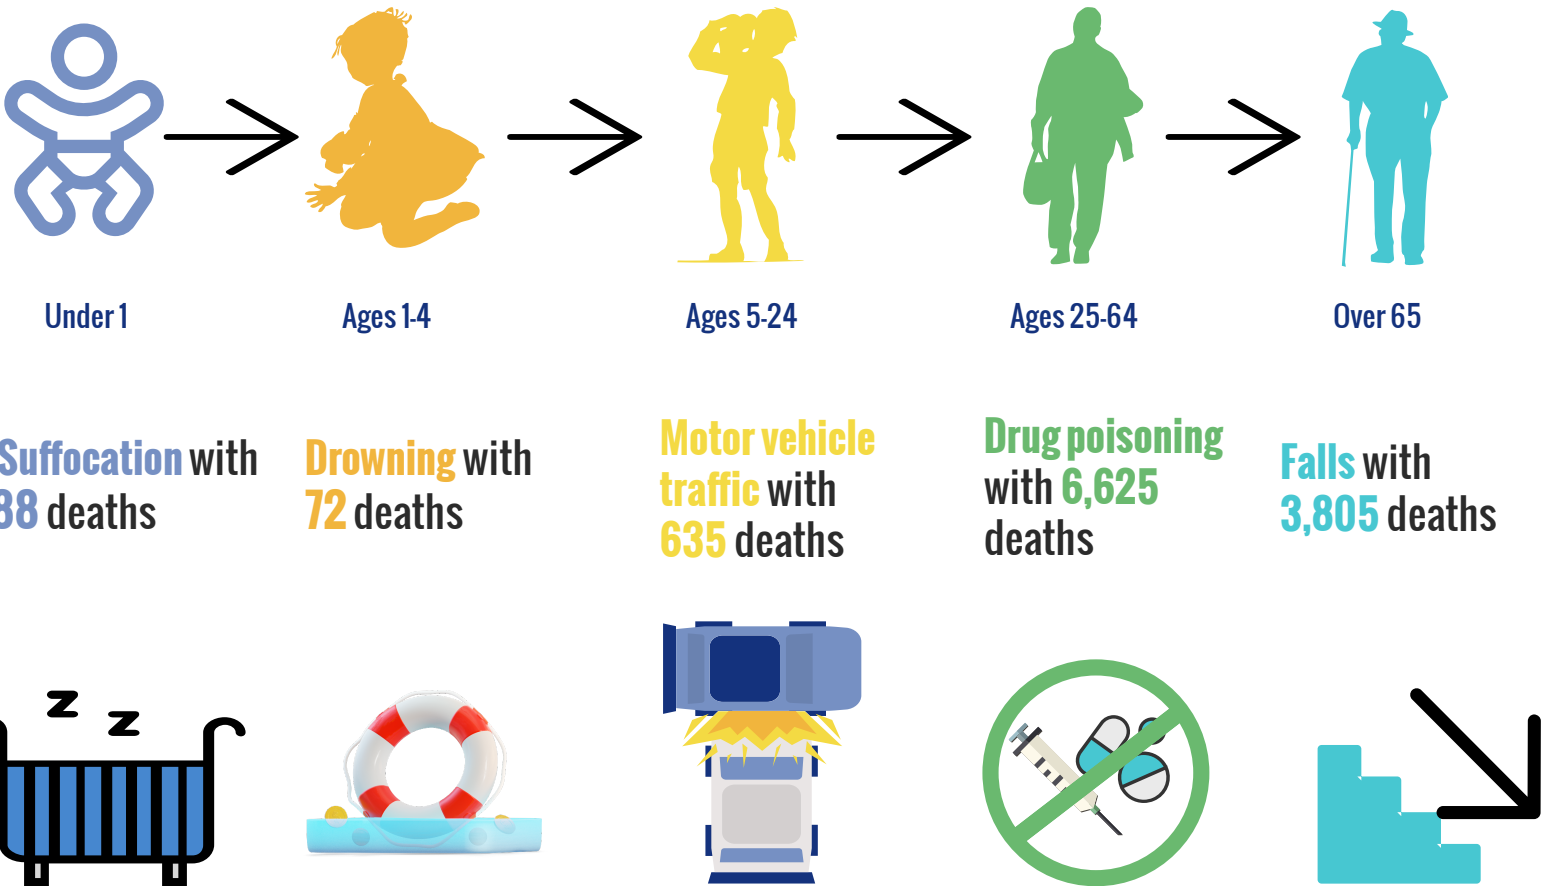 Under 1
Ages 1-4
Ages 5-24
Ages 25-64
Over 65
Suffocation with
88 deaths
Drowning with
72 deaths
Motor vehicle
traffic with
635 deaths
Drug poisoning
with 6,625
deaths
Falls with
3,805 deaths
z
z